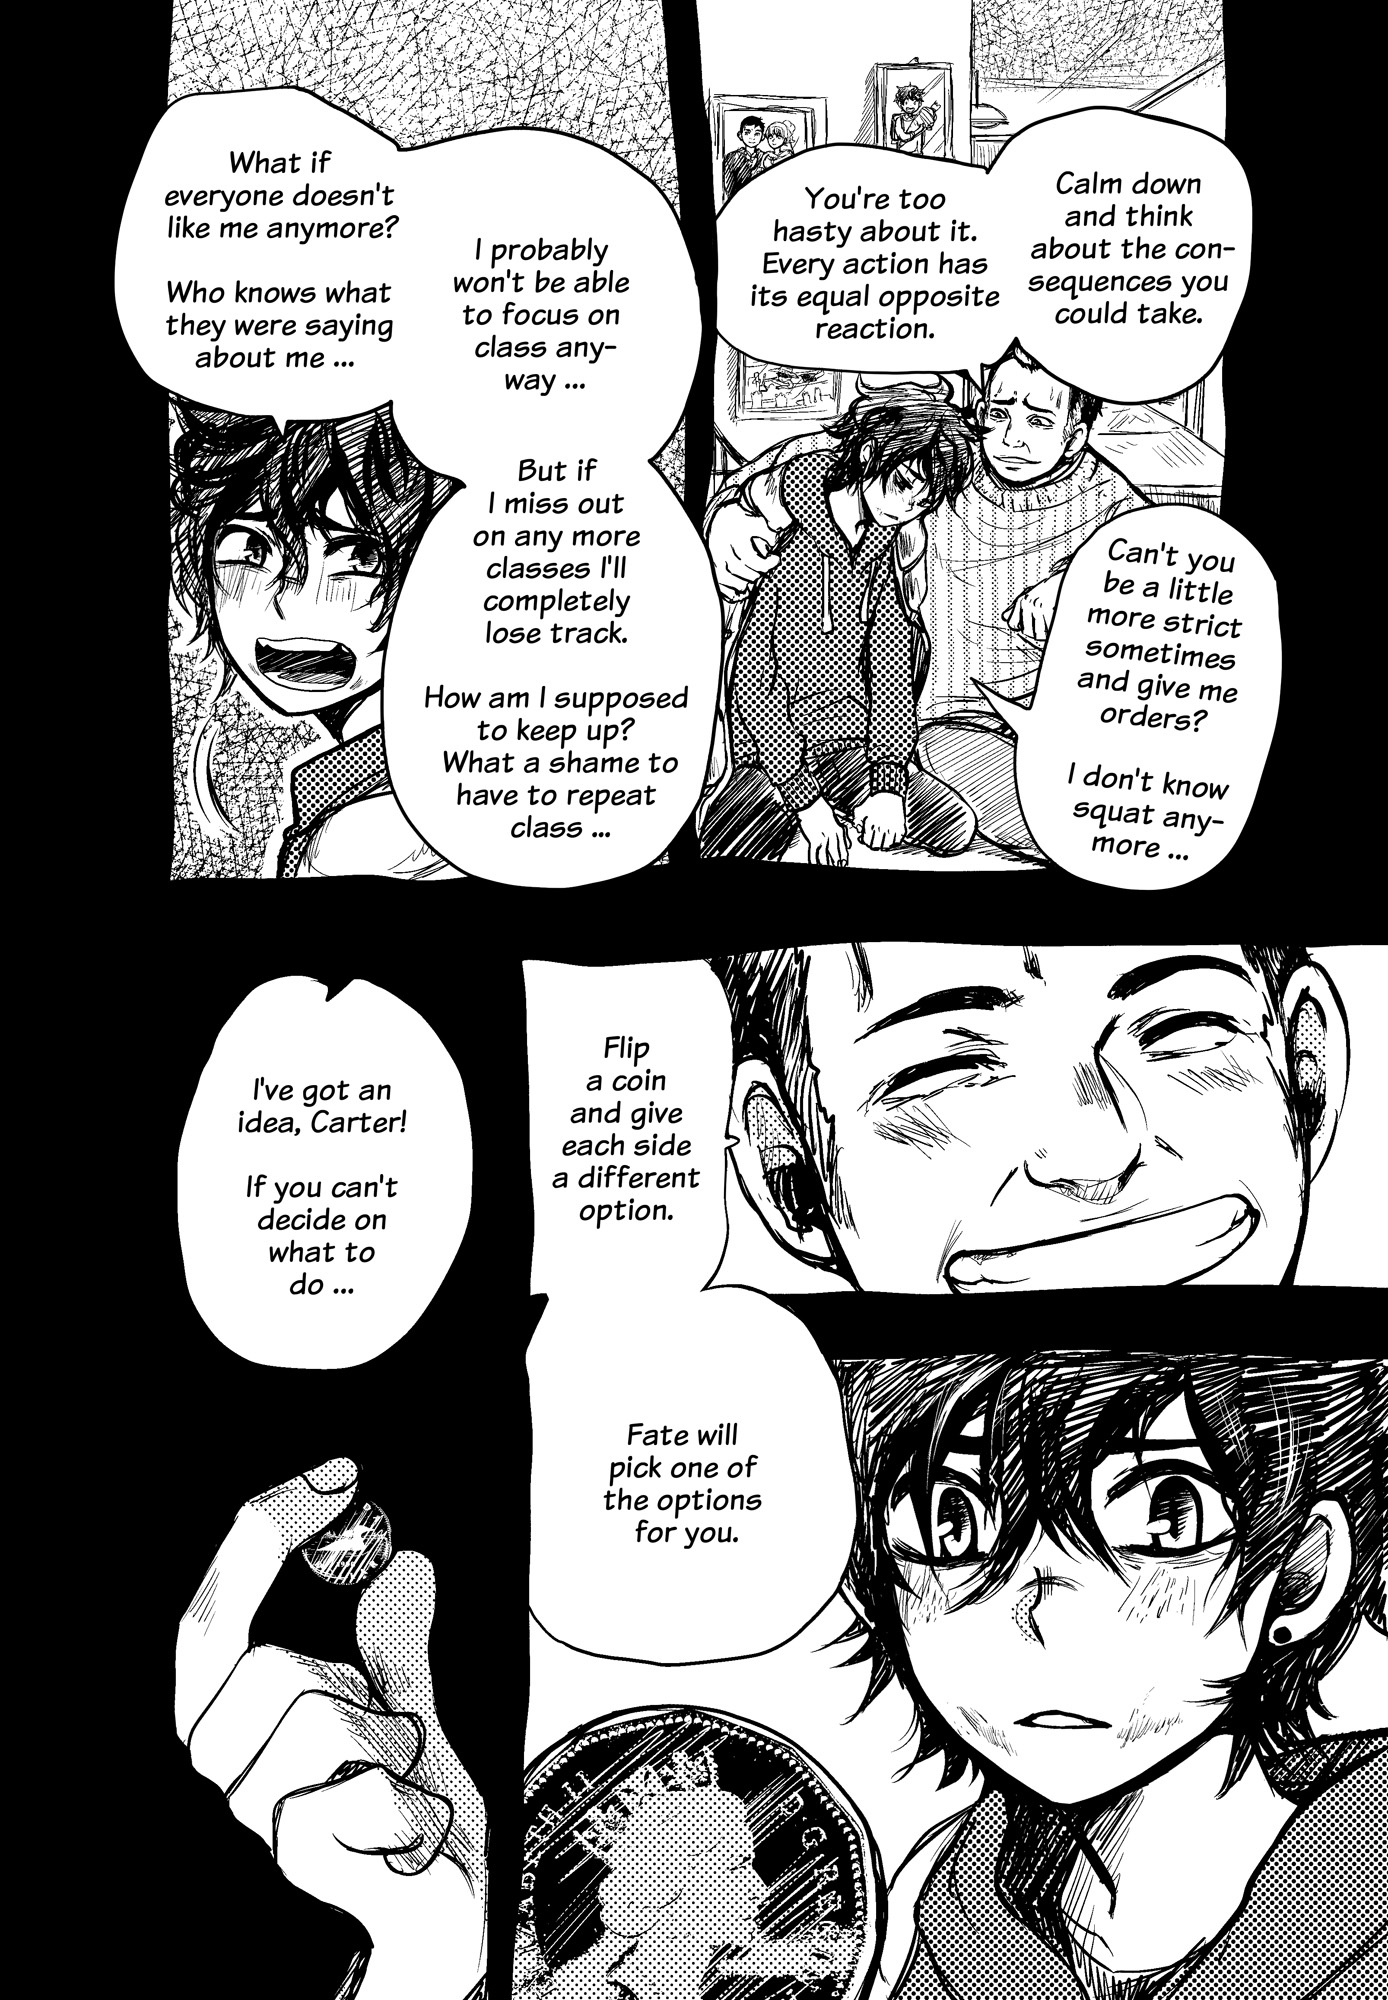 What if
everyone doesn't
like me anymore?
Who knows what
they were saying
about me ...
I probably
won't be able
to focus on
class any-
way ...
But if
I miss out
on any more
classes I'll
completely
lose track.
How am I supposed
to keep up?
What a shame to
have to repeat
class ...
You're too
hasty about it.
Every action has
its equal opposite
reaction.
Calm down
and think
about the con-
sequences you
could take.
Can't you
be a little
more strict
sometimes
and give me
orders?
I don't know
squat any-
more ...
I've got an
idea, Carter!
If you can't
decide on
what to
do ...
Flip
a coin
and give
each side
a different
option.
Fate will
pick one of
the options
for you.